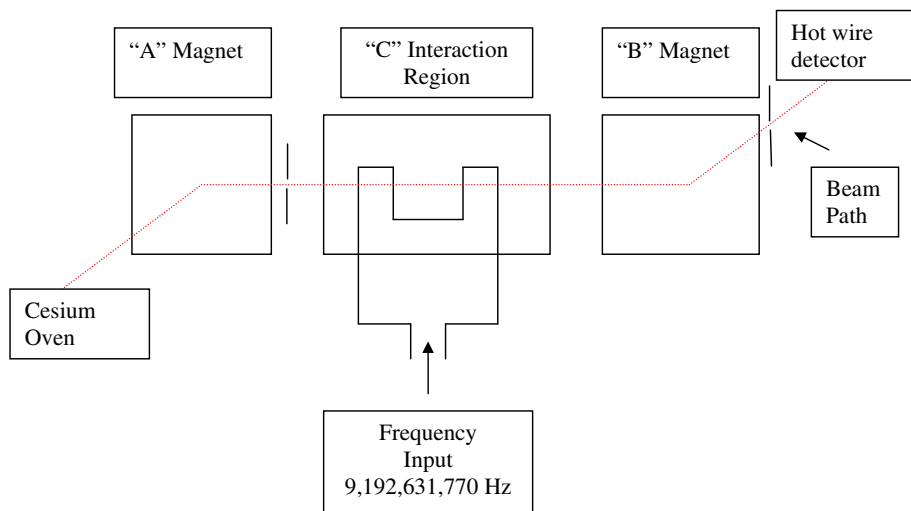 “A” Magnet
“C” Interaction
Region
“B” Magnet
Hot wire
detector
Beam
Path
Cesium
Oven
Frequency
Input
9,192,631,770 Hz